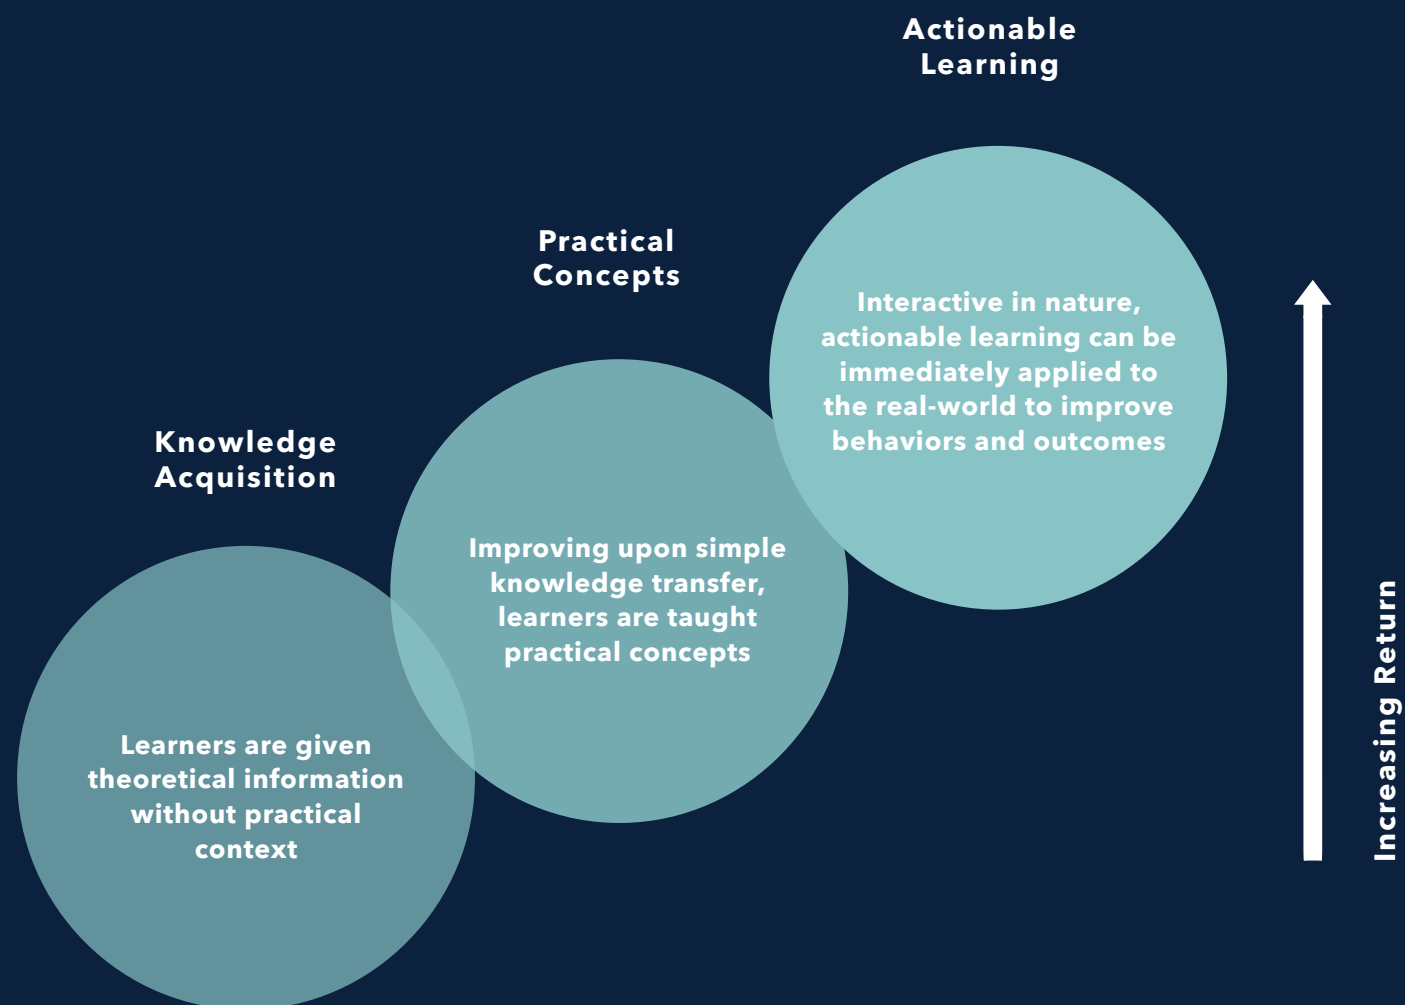 Actionable
Learning
Interactive in nature,
actionable learning can be
immediately applied to
the real-world to improve
behaviors and outcomes
Practical
Concepts
Improving upon simple
knowledge transfer,
learners are taught
practical concepts
Knowledge
Acquisition
Learners are given
theoretical information
without practical
context
Increasing Return